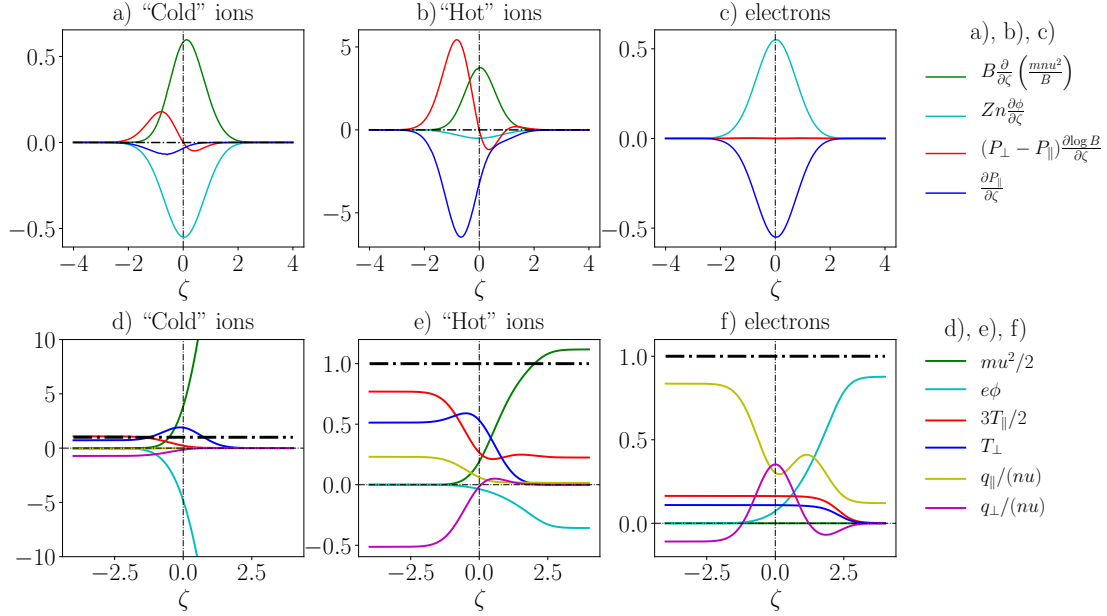 a) “Cold” ions
b) “Hot” ions
c) electrons
a), b), c)
0.5
0.0
−0.5
−4 −2 0 2 4
ζ
5
0
−5
−4 −2 0 2 4
ζ
0.5
0.0
−0.5
−4 −2 0 2 4
ζ
B ∂/∂ζ (mnu²/B)
Zn ∂ϕ/∂ζ
(P⊥ − P∥) ∂ log B/∂ζ
∂P∥/∂ζ
d) “Cold” ions
e) “Hot” ions
f) electrons
d), e), f)
10
5
0
−5
−10
−2.5 0.0 2.5
ζ
1.0
0.5
0.0
−0.5
−2.5 0.0 2.5
ζ
1.0
0.5
0.0
−2.5 0.0 2.5
ζ
mu²/2
eϕ
3T∥/2
T⊥
q∥/(nu)
q⊥/(nu)